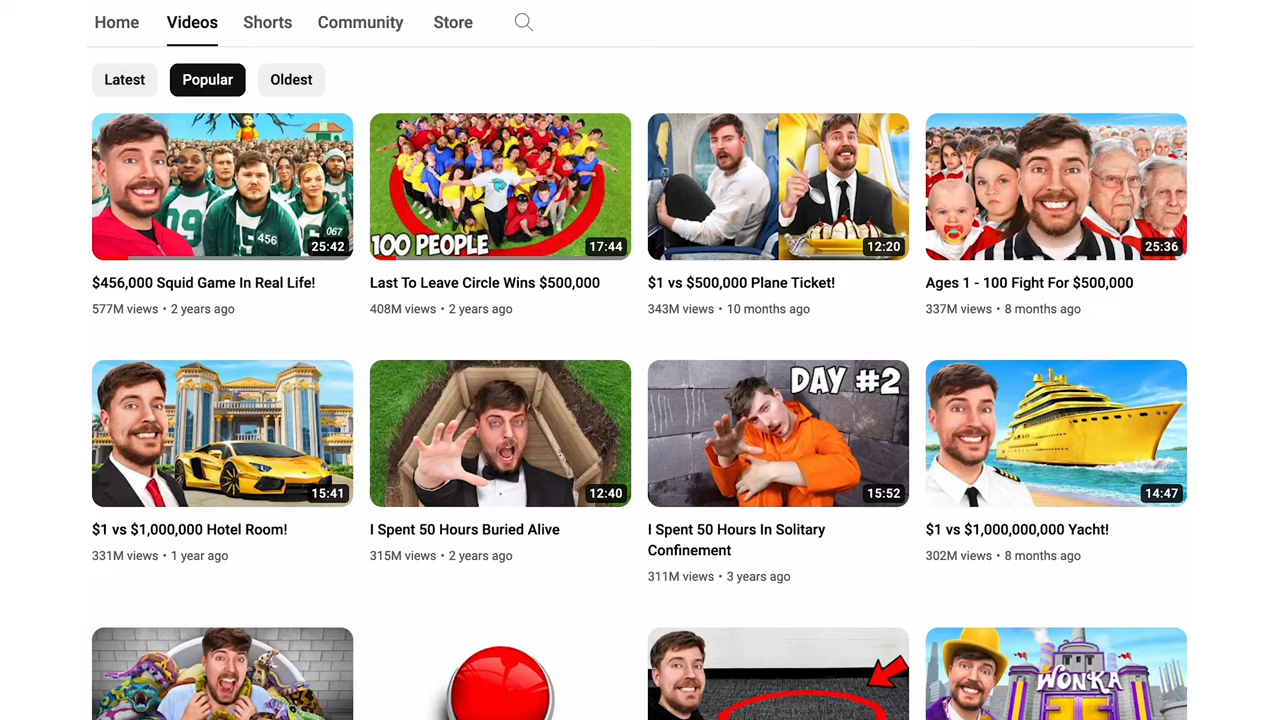 Home Videos Shorts Community Store
Latest Popular Oldest
09
456
067
25:42
100 PEOPLE
17:44
12:20
25:36
$456,000 Squid Game In Real Life!
577M views • 2 years ago
Last To Leave Circle Wins $500,000
408M views • 2 years ago
$1 vs $500,000 Plane Ticket!
343M views • 10 months ago
Ages 1 - 100 Fight For $500,000
337M views • 8 months ago
15:41
12:40
DAY #2
15:52
14:47
$1 vs $1,000,000 Hotel Room!
331M views • 1 year ago
I Spent 50 Hours Buried Alive
315M views • 2 years ago
I Spent 50 Hours In Solitary
Confinement
311M views • 3 years ago
$1 vs $1,000,000,000 Yacht!
302M views • 8 months ago
WONKA